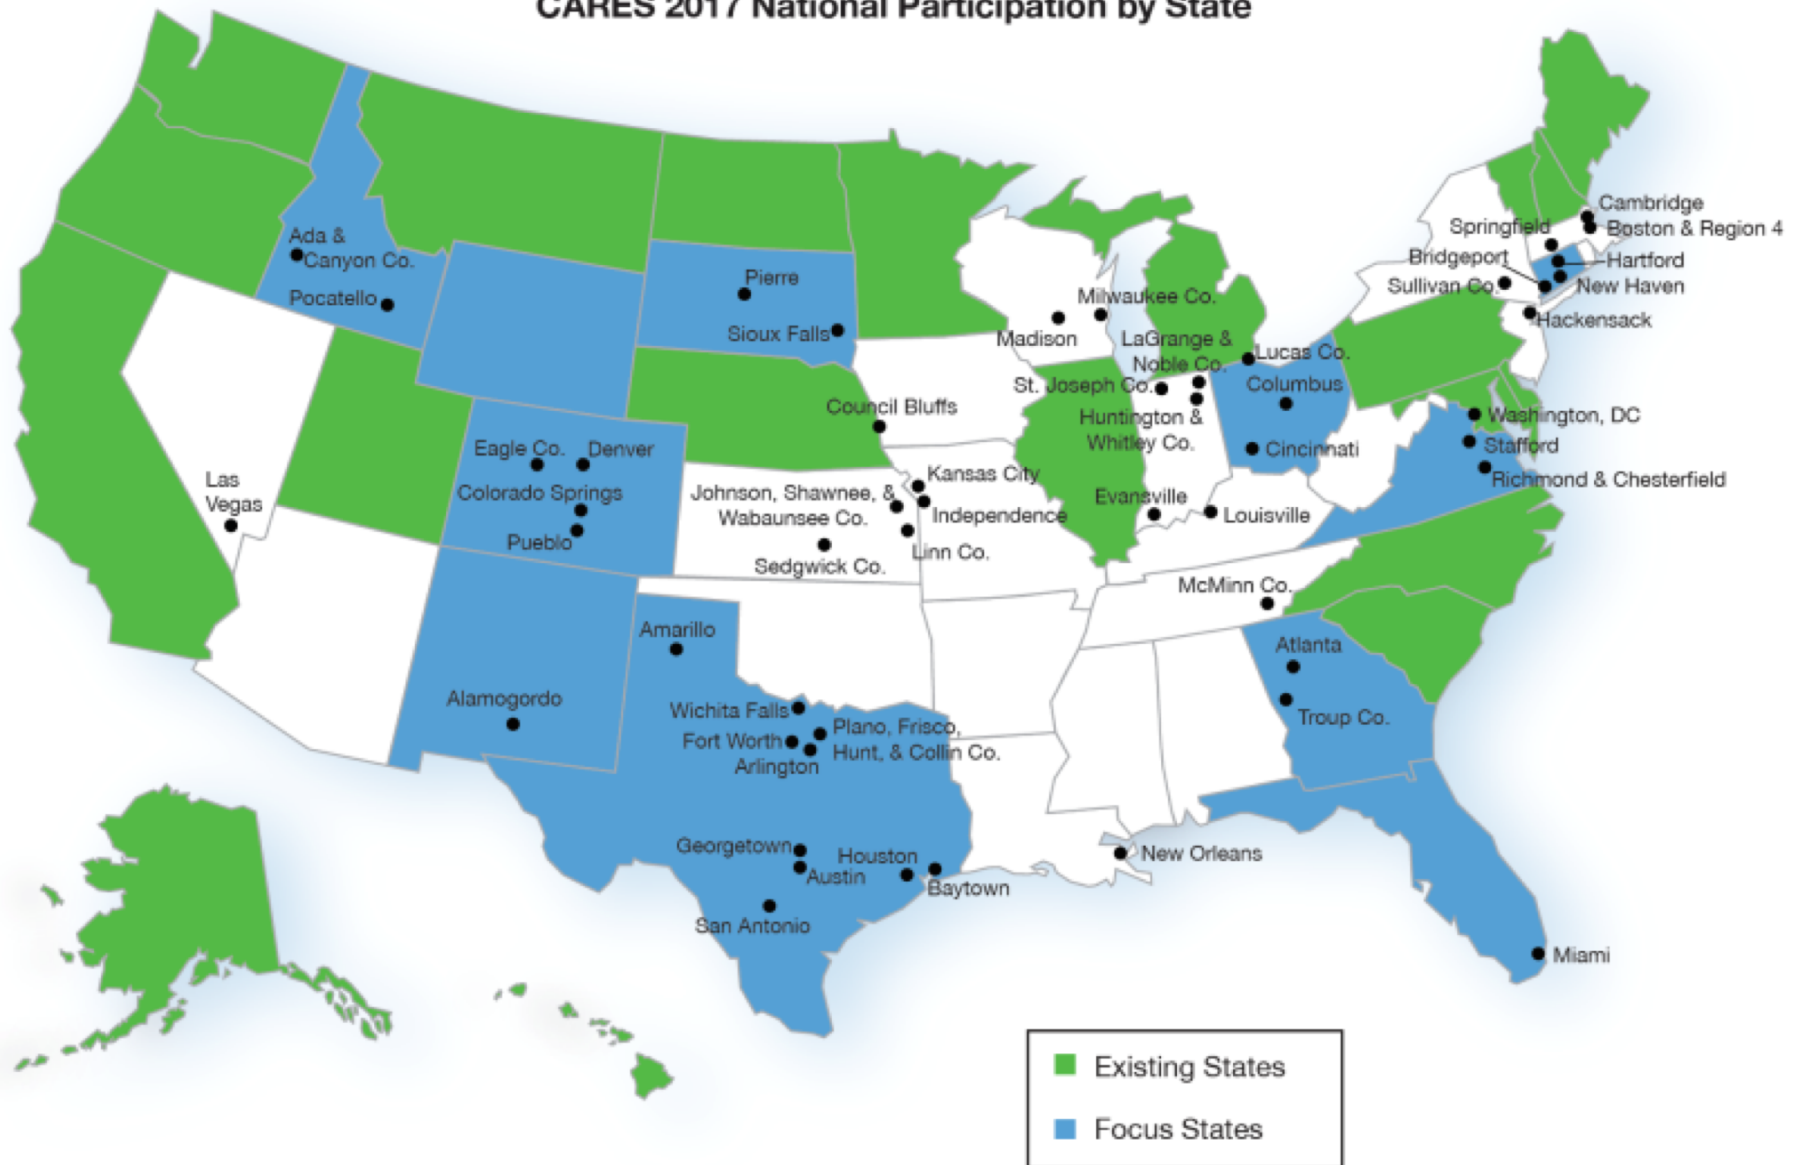 CARES 2017 National Participation by State
Ada &
Canyon Co.
Pocatello
Las
Vegas
Pierre
Sioux Falls
Eagle Co.
Denver
Colorado Springs
Pueblo
Alamogordo
Amarillo
Wichita Falls
Fort Worth
Arlington
Plano, Frisco,
Hunt, & Collin Co.
Georgetown
Austin
Houston
Baytown
San Antonio
Council Bluffs
Kansas City
Independence
Johnson, Shawnee, &
Wabaunsee Co.
Linn Co.
Sedgwick Co.
Madison
Milwaukee Co.
LaGrange &
Noble Co.
St. Joseph Co.
Huntington &
Whitley Co.
Evansville
Louisville
Lucas Co.
Columbus
Cincinnati
McMinn Co.
Atlanta
Troup Co.
New Orleans
Miami
Cambridge
Springfield
Boston & Region 4
Bridgeport
Hartford
Sullivan Co.
New Haven
Hackensack
Washington, DC
Stafford
Richmond & Chesterfield
Existing States
Focus States